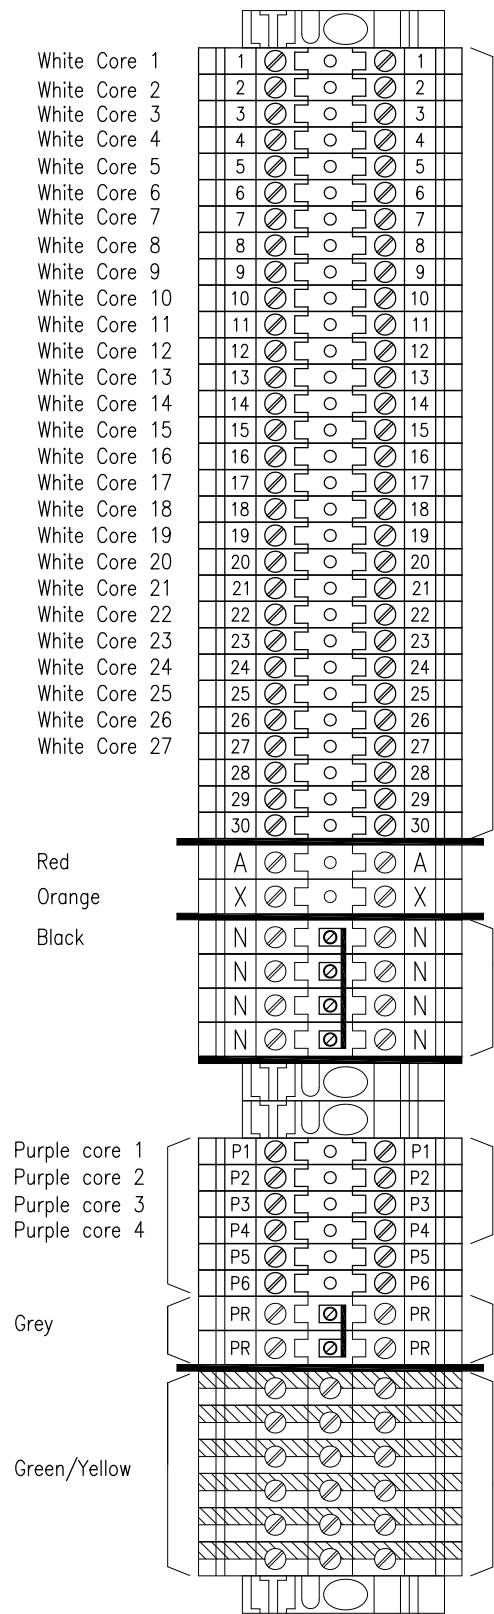 White Core 1 1 1
White Core 2 2 2
White Core 3 3 3
White Core 4 4 4
White Core 5 5 5
White Core 6 6 6
White Core 7 7 7
White Core 8 8 8
White Core 9 9 9
White Core 10 10 10
White Core 11 11 11
White Core 12 12 12
White Core 13 13 13
White Core 14 14 14
White Core 15 15 15
White Core 16 16 16
White Core 17 17 17
White Core 18 18 18
White Core 19 19 19
White Core 20 20 20
White Core 21 21 21
White Core 22 22 22
White Core 23 23 23
White Core 24 24 24
White Core 25 25 25
White Core 26 26 26
White Core 27 27 27
28 28
29 29
30 30
Red A A
Orange X X
Black N N
N N
N N
N N
Purple core 1 P1 P1
Purple core 2 P2 P2
Purple core 3 P3 P3
Purple core 4 P4 P4
P5 P5
P6 P6
Grey PR PR
PR PR
Green/Yellow